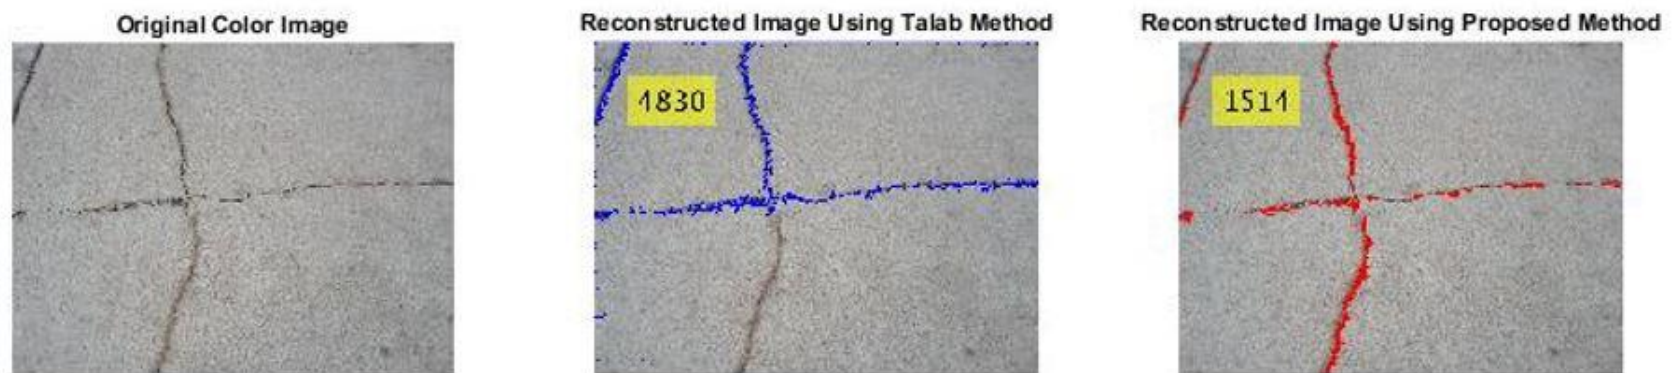 Original Color Image
Reconstructed Image Using Talab Method
Reconstructed Image Using Proposed Method
1830
1511